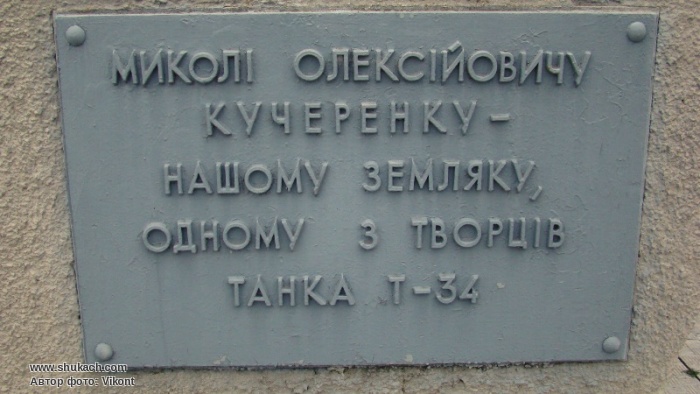 МИКОЛІ ОЛЕКСІЙОВИЧУ
КУЧЕРЕНКУ –
НАШОМУ ЗЕМЛЯКУ,
ОДНОМУ З ТВОРЦІВ
ТАНКА Т-34
www.shukach.com
Автор фото: Vikont